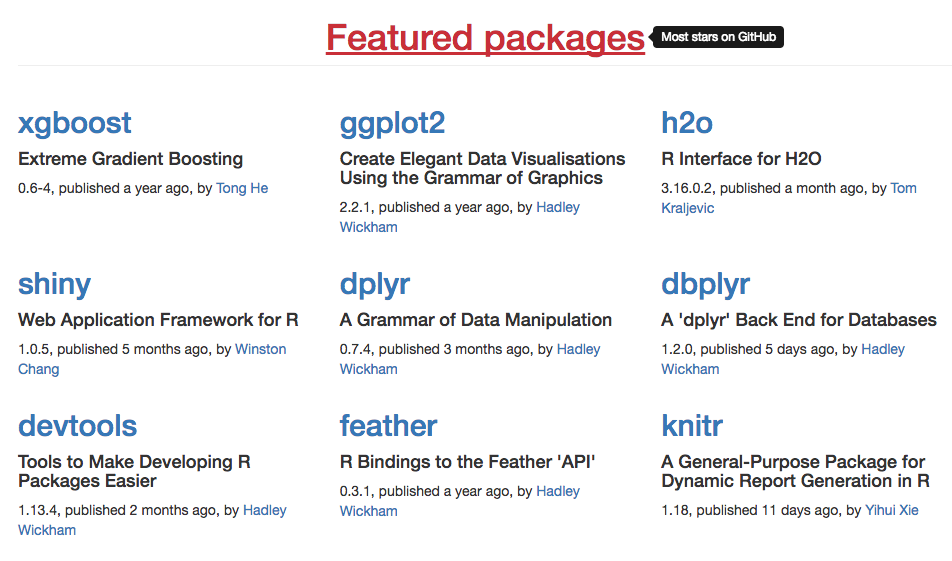 Featured packages
Most stars on GitHub
xgboost
Extreme Gradient Boosting
0.6-4, published a year ago, by Tong He
ggplot2
Create Elegant Data Visualisations
Using the Grammar of Graphics
2.2.1, published a year ago, by Hadley
Wickham
h2o
R Interface for H2O
3.16.0.2, published a month ago, by Tom
Kraljevic
shiny
Web Application Framework for R
1.0.5, published 5 months ago, by Winston
Chang
dplyr
A Grammar of Data Manipulation
0.7.4, published 3 months ago, by Hadley
Wickham
dbplyr
A 'dplyr' Back End for Databases
1.2.0, published 5 days ago, by Hadley
Wickham
devtools
Tools to Make Developing R
Packages Easier
1.13.4, published 2 months ago, by Hadley
Wickham
feather
R Bindings to the Feather 'API'
0.3.1, published a year ago, by Hadley
Wickham
knitr
A General-Purpose Package for
Dynamic Report Generation in R
1.18, published 11 days ago, by Yihui Xie